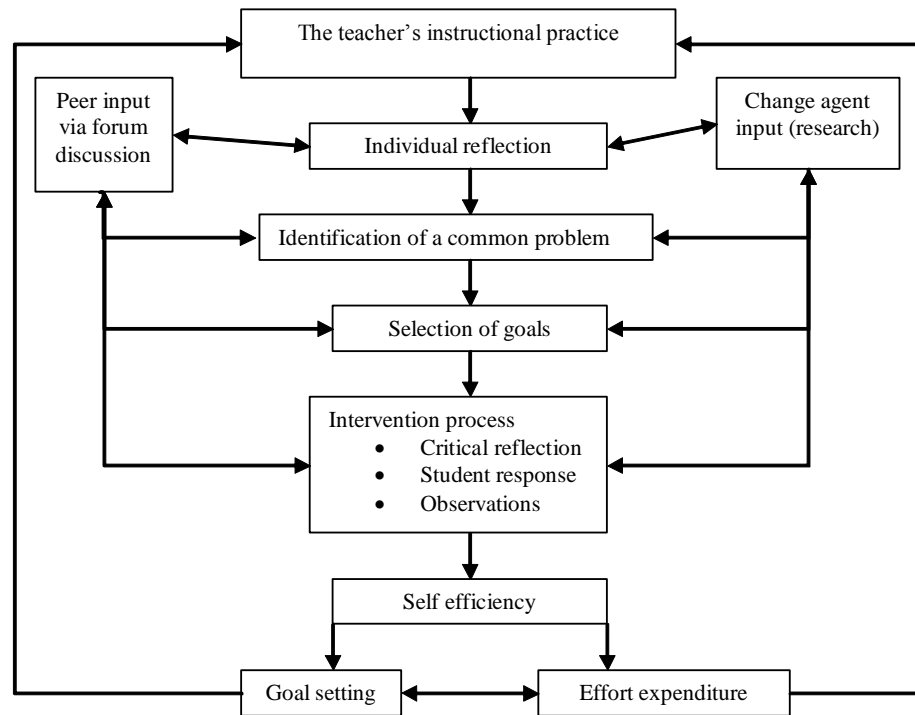 The teacher’s instructional practice
Peer input
via forum
discussion
Change agent
input (research)
Individual reflection
Identification of a common problem
Selection of goals
Intervention process
• Critical reflection
• Student response
• Observations
Self efficiency
Goal setting
Effort expenditure